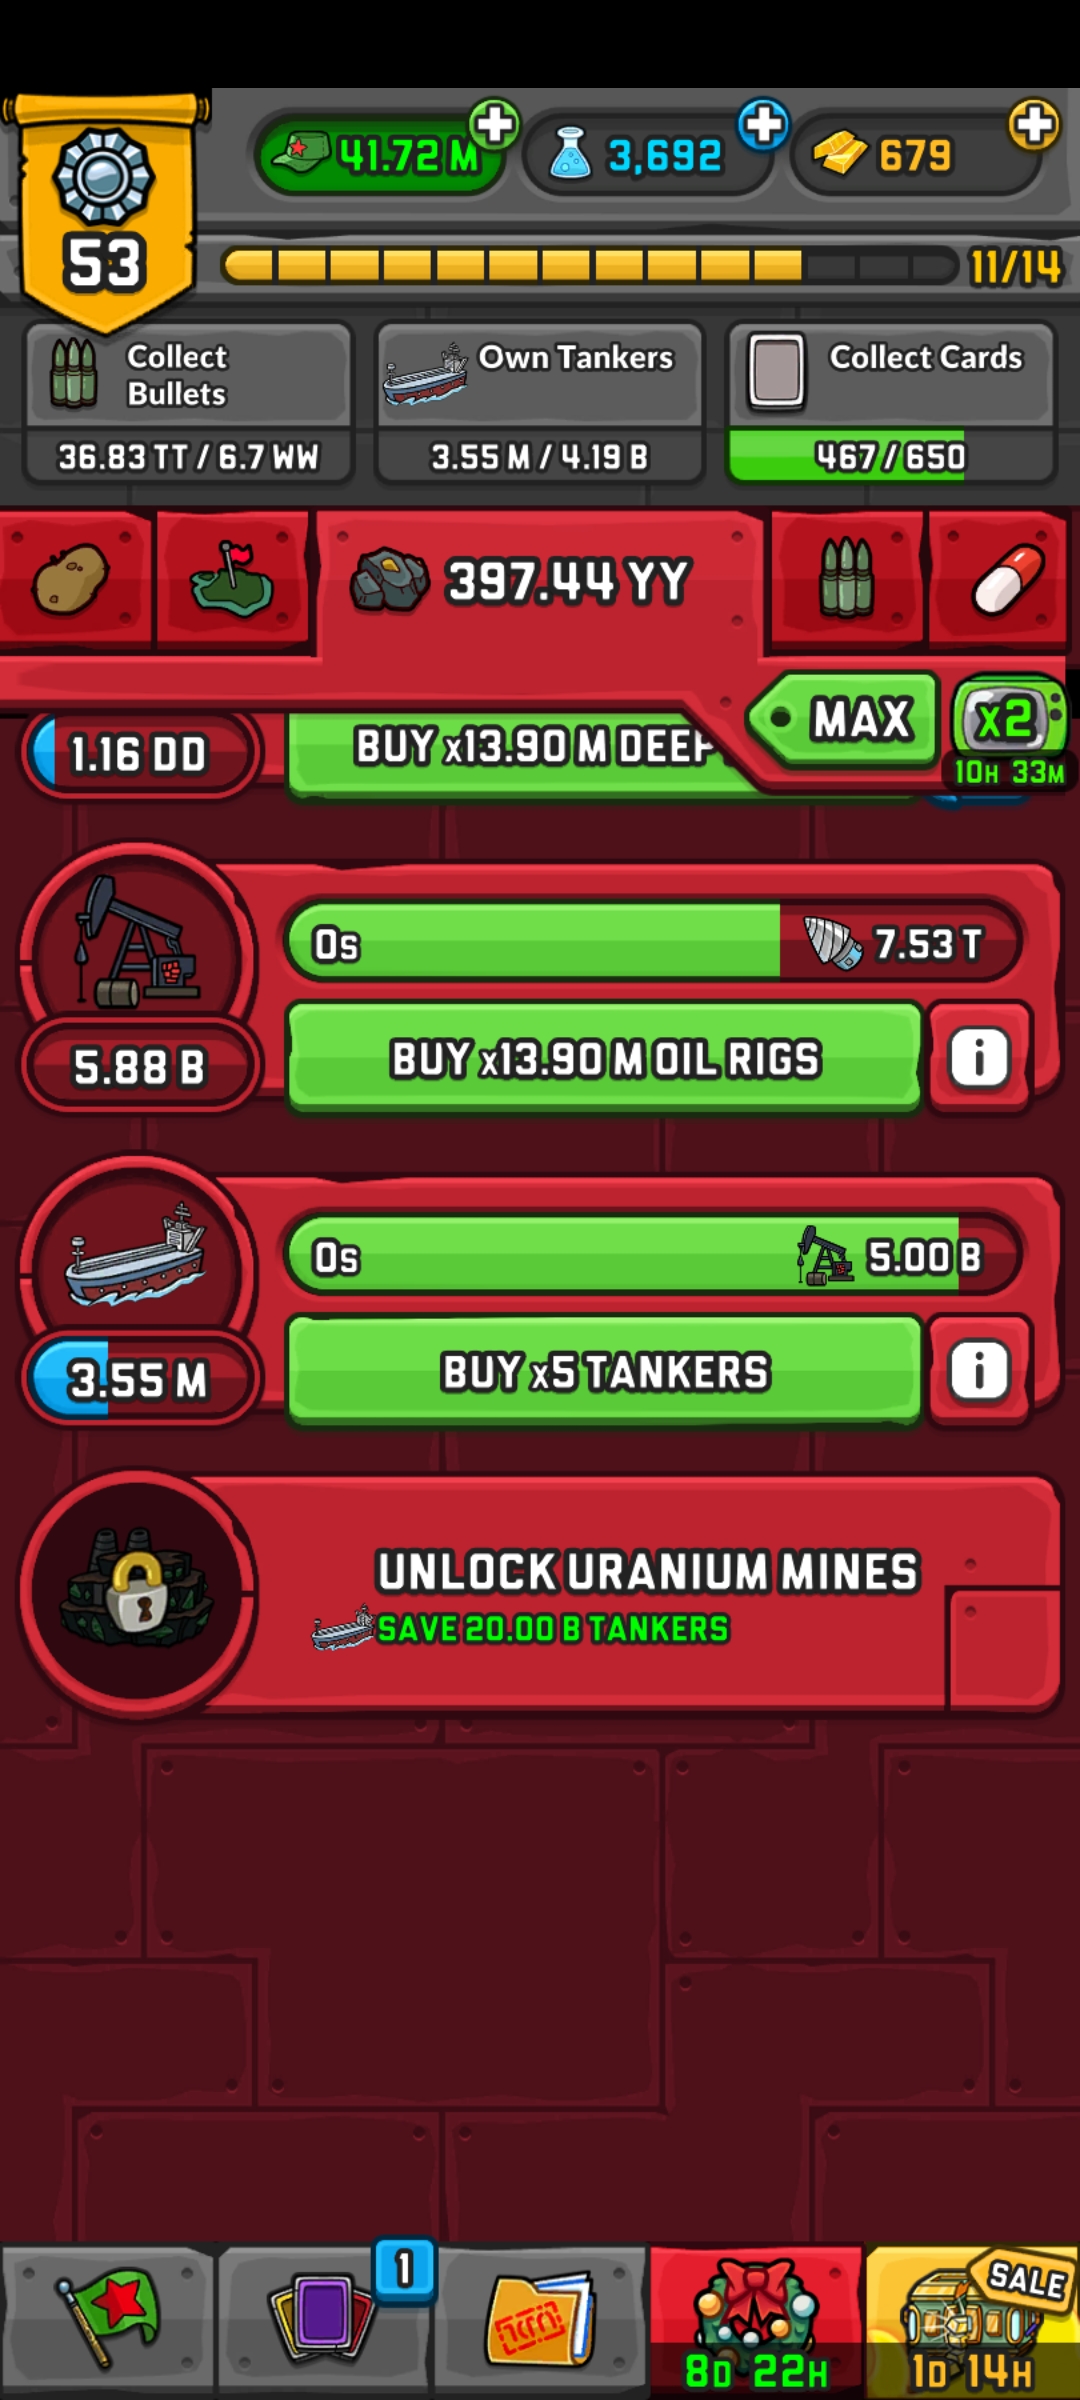 41.72 M
3,692
679
53
11/14
Collect
Bullets
Own Tankers
Collect Cards
36.83 TT / 6.7 WW
3.55 M / 4.19 B
467 / 650
397.44 YY
MAX
x2
10H 33M
1.16 DD
BUY x13.90 M DEEP
0s
7.53 T
5.88 B
BUY x13.90 M OIL RIGS
i
0s
5.00 B
3.55 M
BUY x5 TANKERS
i
UNLOCK URANIUM MINES
SAVE 20.00 B TANKERS
1
SALE
8D 22H
1D 14H